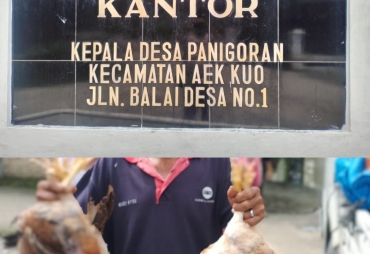 KANTOR
KEPALA DESA PANIGORAN
KECAMATAN AEK KUO
JLN. BALAI DESA NO.1